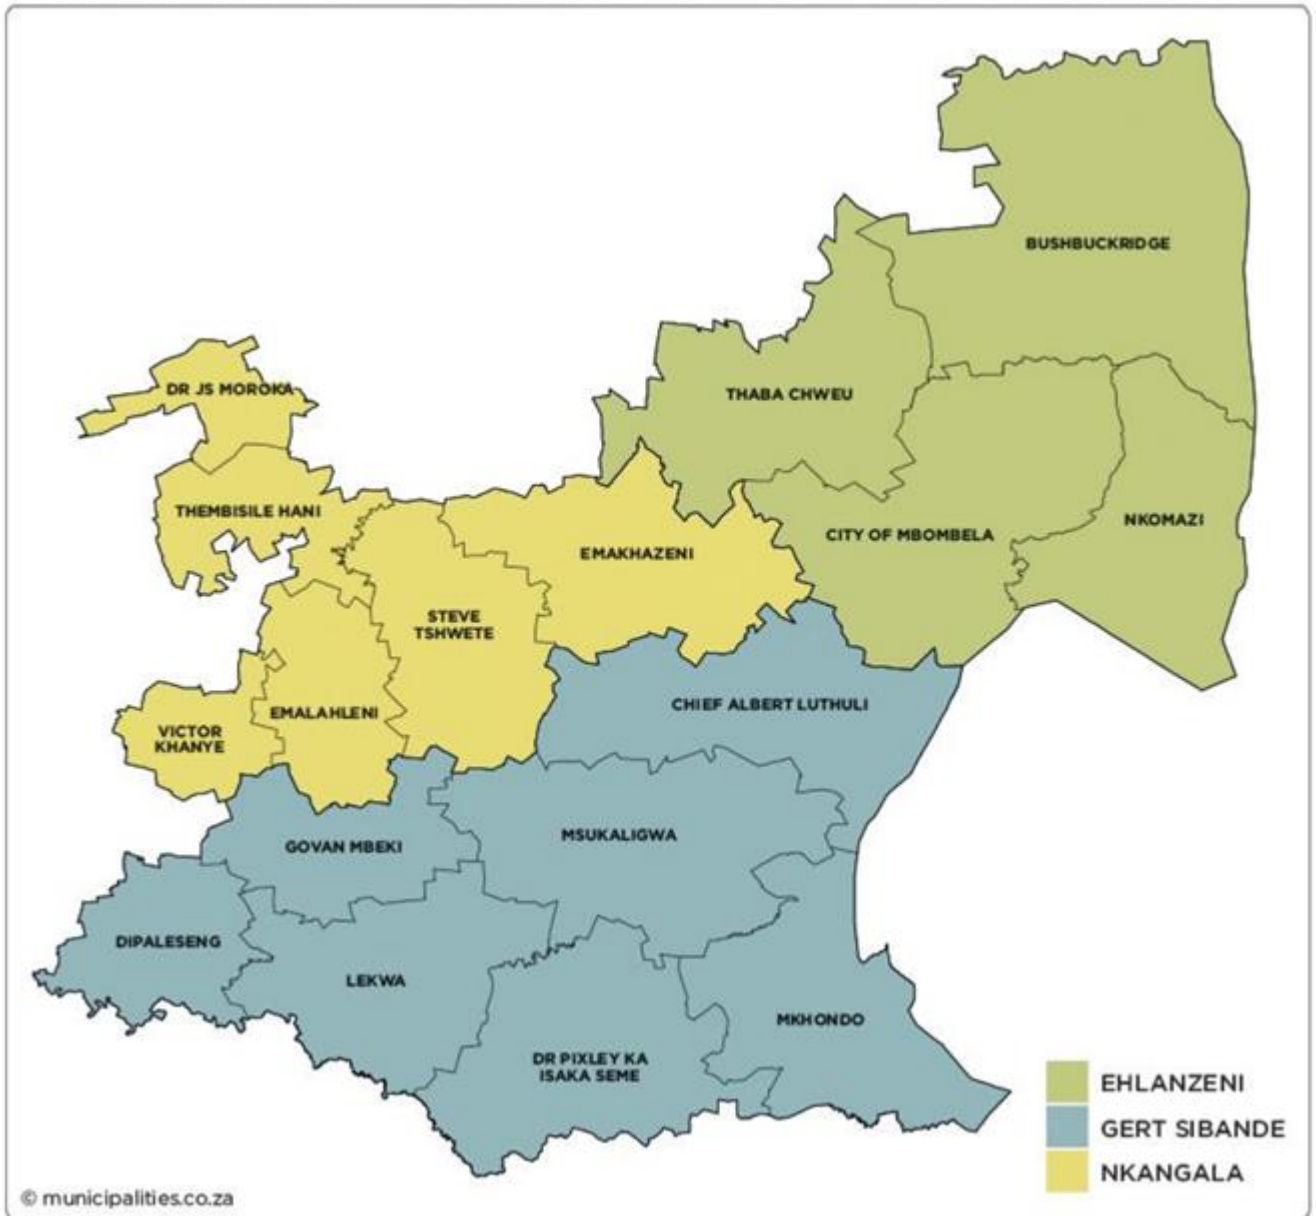 BUSHBUCKRIDGE
DR JS MOROKA
THABA CHWEU
THEMBISILE HANI
NKOMAZI
CITY OF MBOMBELA
EMAKHAZENI
STEVE
TSHWETE
CHIEF ALBERT LUTHULI
EMALAHLENI
VICTOR
KHANYE
MSUKALIGWA
GOVAN MBEKI
DIPALESENG
LEKWA
MKHONDO
DR PIXLEY KA
ISAKA SEME
EHLANZENI
GERT SIBANDE
NKANGALA
© municipalities.co.za